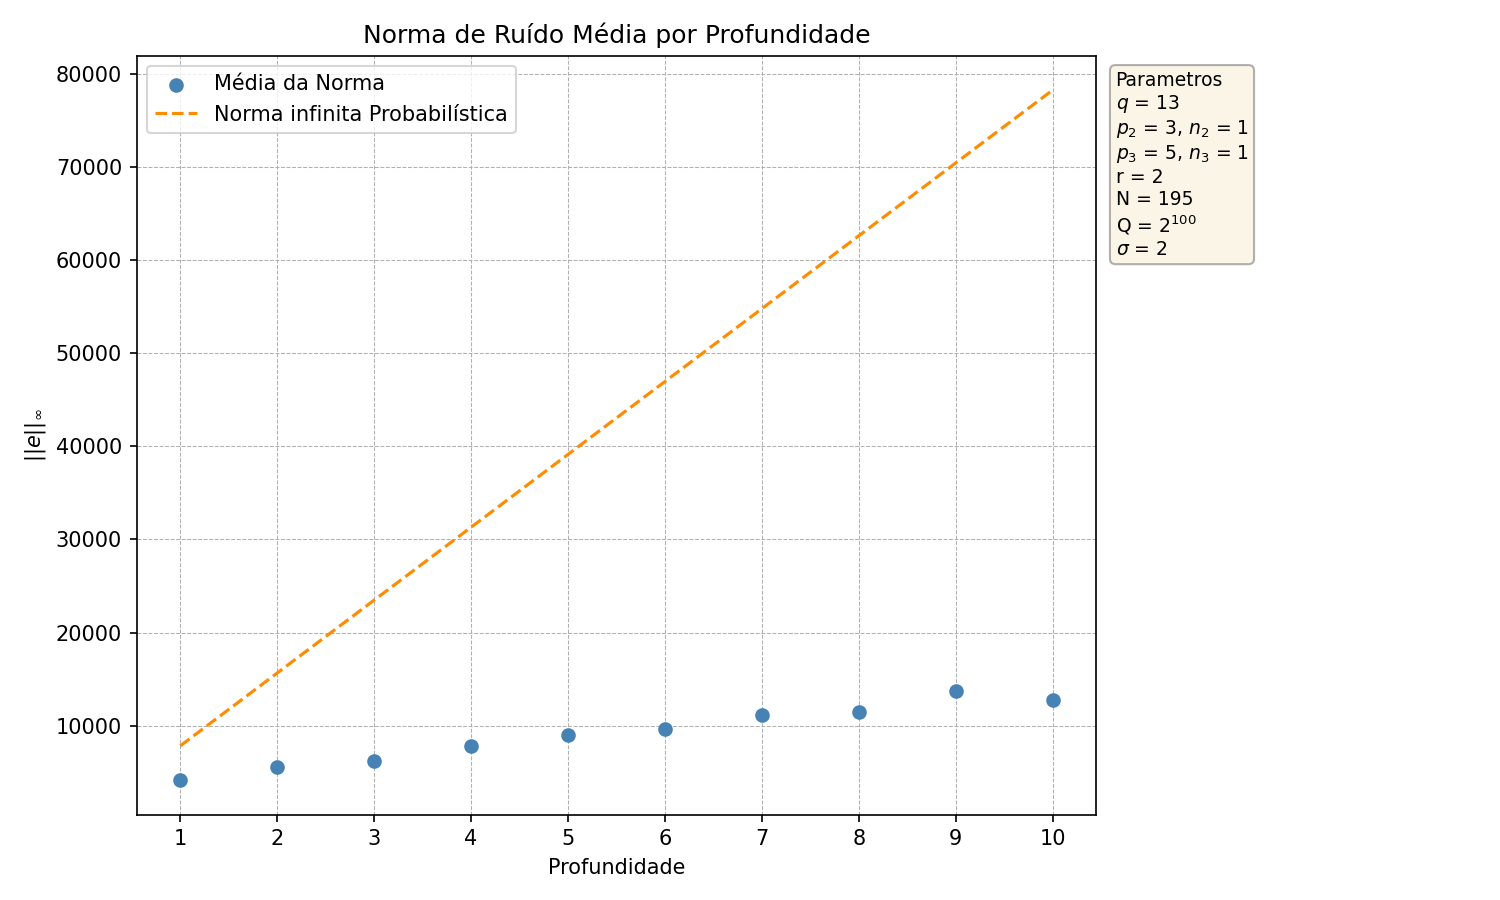 Norma de Ruído Média por Profundidade
80000
70000
60000
50000
40000
30000
20000
10000
||e||∞
Média da Norma
Norma infinita Probabilística
1 2 3 4 5 6 7 8 9 10
Profundidade
Parametros
q = 13
p₂ = 3, n₂ = 1
p₃ = 5, n₃ = 1
r = 2
N = 195
Q = 2¹⁰⁰
σ = 2